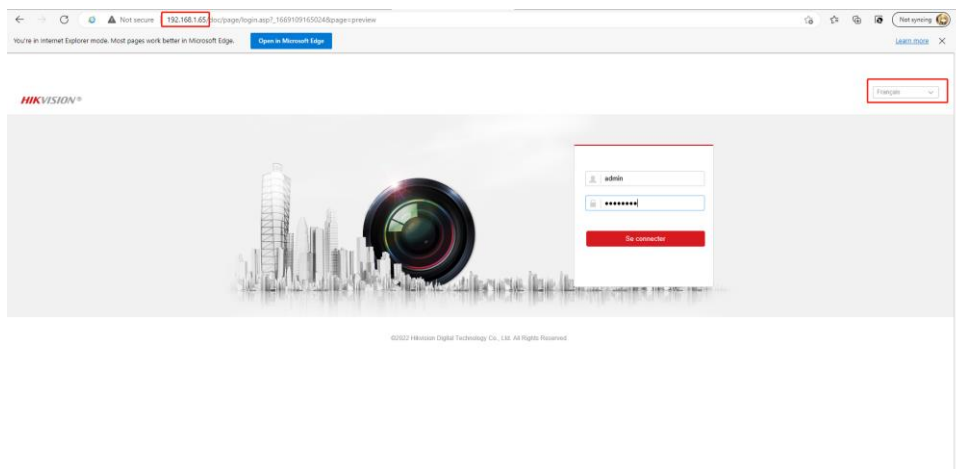 Not secure
192.168.1.65/doc/page/login.asp?_1669109165024&page=preview
Not syncing
You're in Internet Explorer mode. Most pages work better in Microsoft Edge.
Open in Microsoft Edge
Learn more
HIKVISION®
Français
admin
••••••••
Se connecter
©2022 Hikvision Digital Technology Co., Ltd. All Rights Reserved.